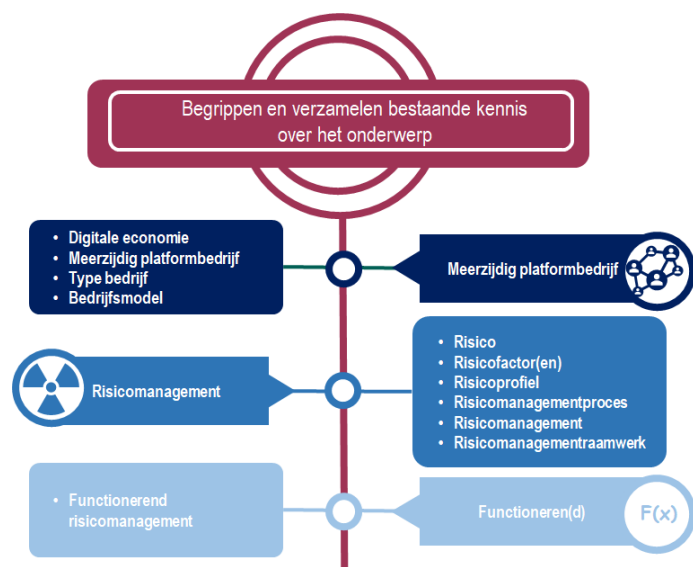 Begrippen en verzamelen bestaande kennis
over het onderwerp
• Digitale economie
• Meerzijdig platformbedrijf
• Type bedrijf
• Bedrijfsmodel
Meerzijdig platformbedrijf
Risicomanagement
• Risico
• Risicofactor(en)
• Risicoprofiel
• Risicomanagementproces
• Risicomanagement
• Risicomanagementraamwerk
• Functionerend
risicomanagement
Functioneren(d)
F(x)